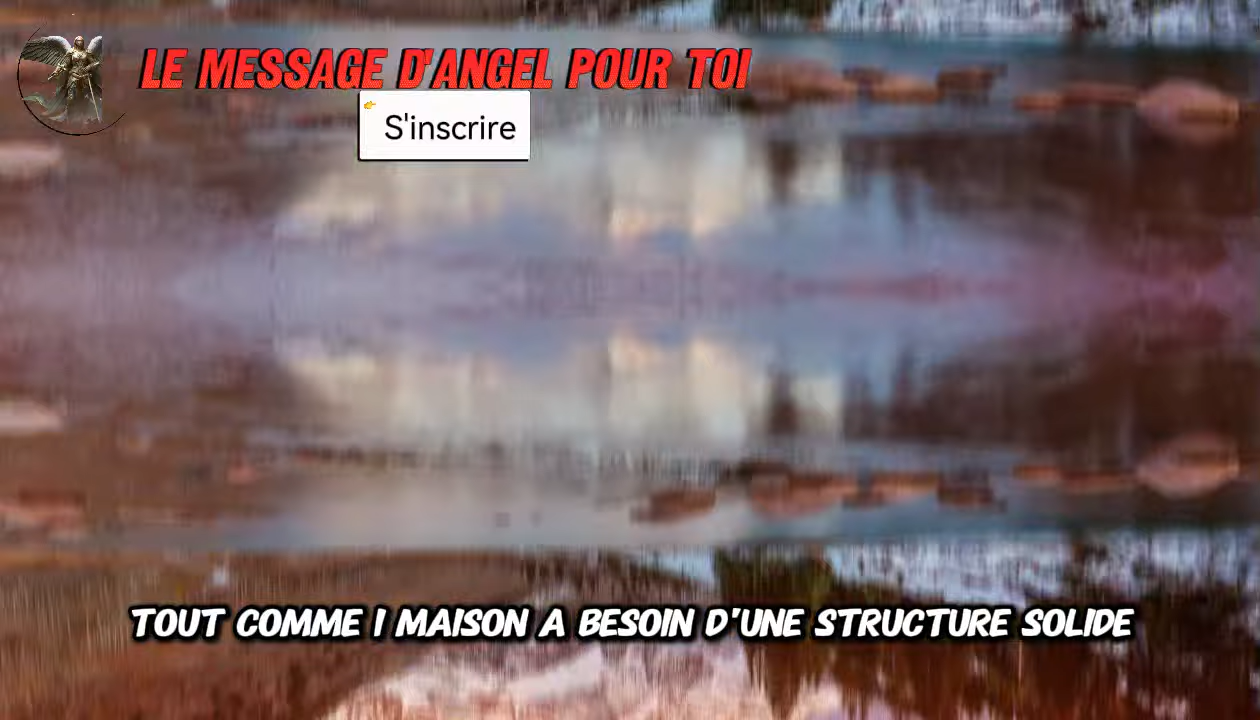 LE MESSAGE D'ANGEL POUR TOI
S'inscrire
TOUT COMME I MAISON A BESOIN D'UNE STRUCTURE SOLIDE